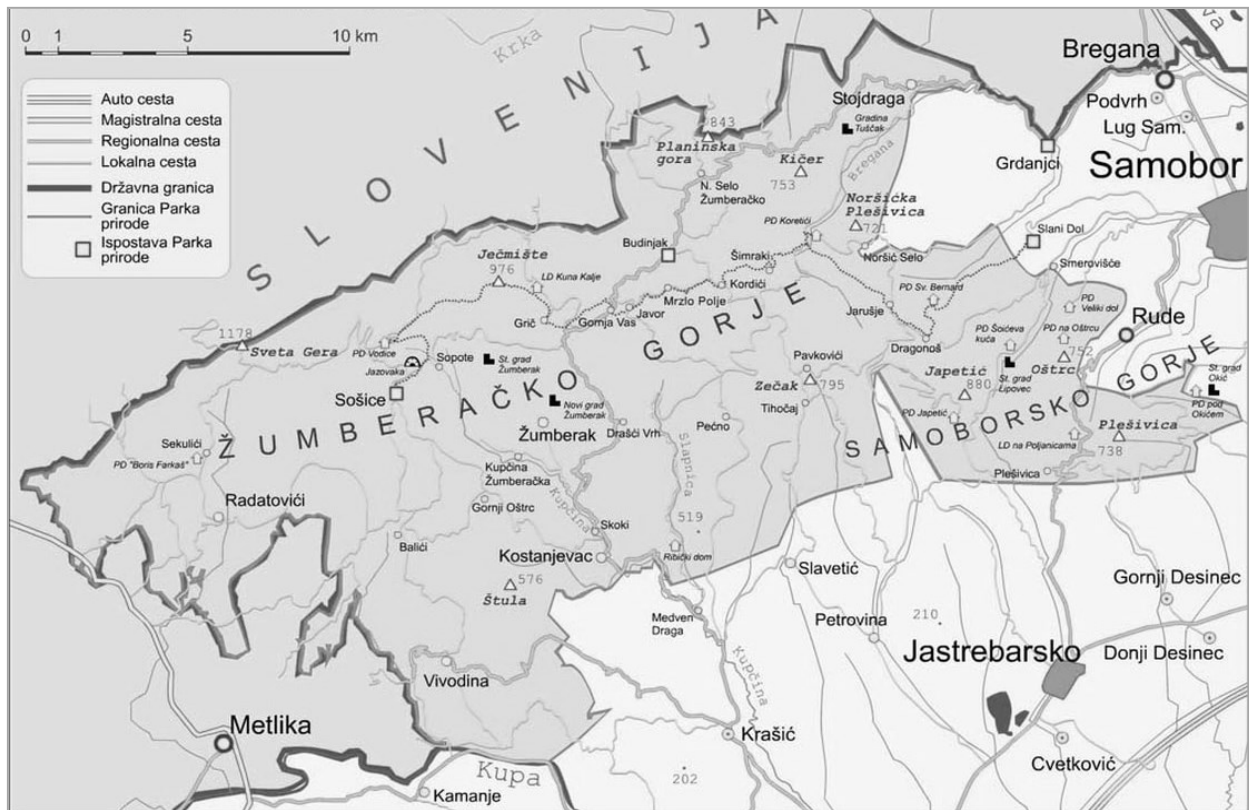 0 1 5 10 km
Auto cesta
Magistralna cesta
Regionalna cesta
Lokalna cesta
Državna granica
Granica Parka
prirode
Ispostava Parka
prirode
SLOVENIJA
Krka
843
Planinska
gora
N. Selo
Žumberačko
Kičer
753
Stojdraga
Gradina
Tuščak
Bregana
Bregana
Podvrh
Lug Sam.
Grdanjci
Samobor
Noršićka
Plešivica
721
PD Koretići
Noršić Selo
Slani Dol
Smerovišće
Budinjak
Šimraki
Kordići
Mrzlo Polje
Javor
Gornja Vas
Grič
Ječmište
976
LD Kuna Kalje
1178
Sveta Gera
PD Vodice
Jazovaka
Sopote
Sošice
St. grad
Žumberak
Novi grad
Žumberak
Žumberak
ŽUMBERAČKO
GORJE
Jarušje
PD Sv. Bernard
Dragonoš
PD
Veliki dol
PD Šoićeva
kuća
PD na Oštrcu
752
Oštrc
Rude
St. grad
Lipovec
Japetić
880
PD Japetić
Pavkovići
Zečak
795
Tihočaj
SAMOBORSKO
GORJE
St. grad
Okić
PD pod
Okićem
Plešivica
738
LD na Poljanicama
Plešivica
Sekulići
PD "Boris Farkaš"
Radatovići
Drašči Vrh
Pećno
Slapnica
Kupčina
Žumberačka
Gornji Oštrc
Kupčina
Skoki
519
Ribički dom
Balići
Kostanjevac
576
Štula
Slavetić
Medven
Draga
Petrovina
210
Gornji Desinec
Donji Desinec
Jastrebarsko
Vivodina
Kupčina
Krašić
Metlika
Kupa
Kamanje
202
Cvetković